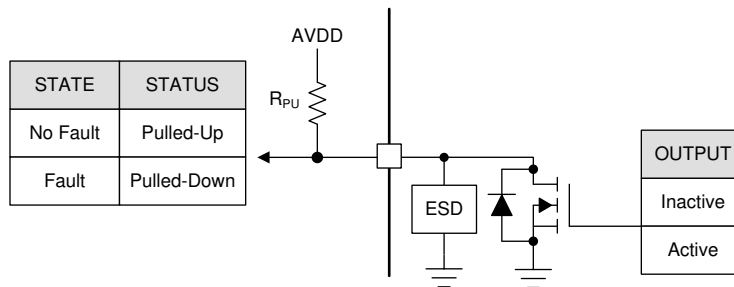 AVDD
R_PU
STATE STATUS
No Fault Pulled-Up
Fault Pulled-Down
ESD
OUTPUT
Inactive
Active